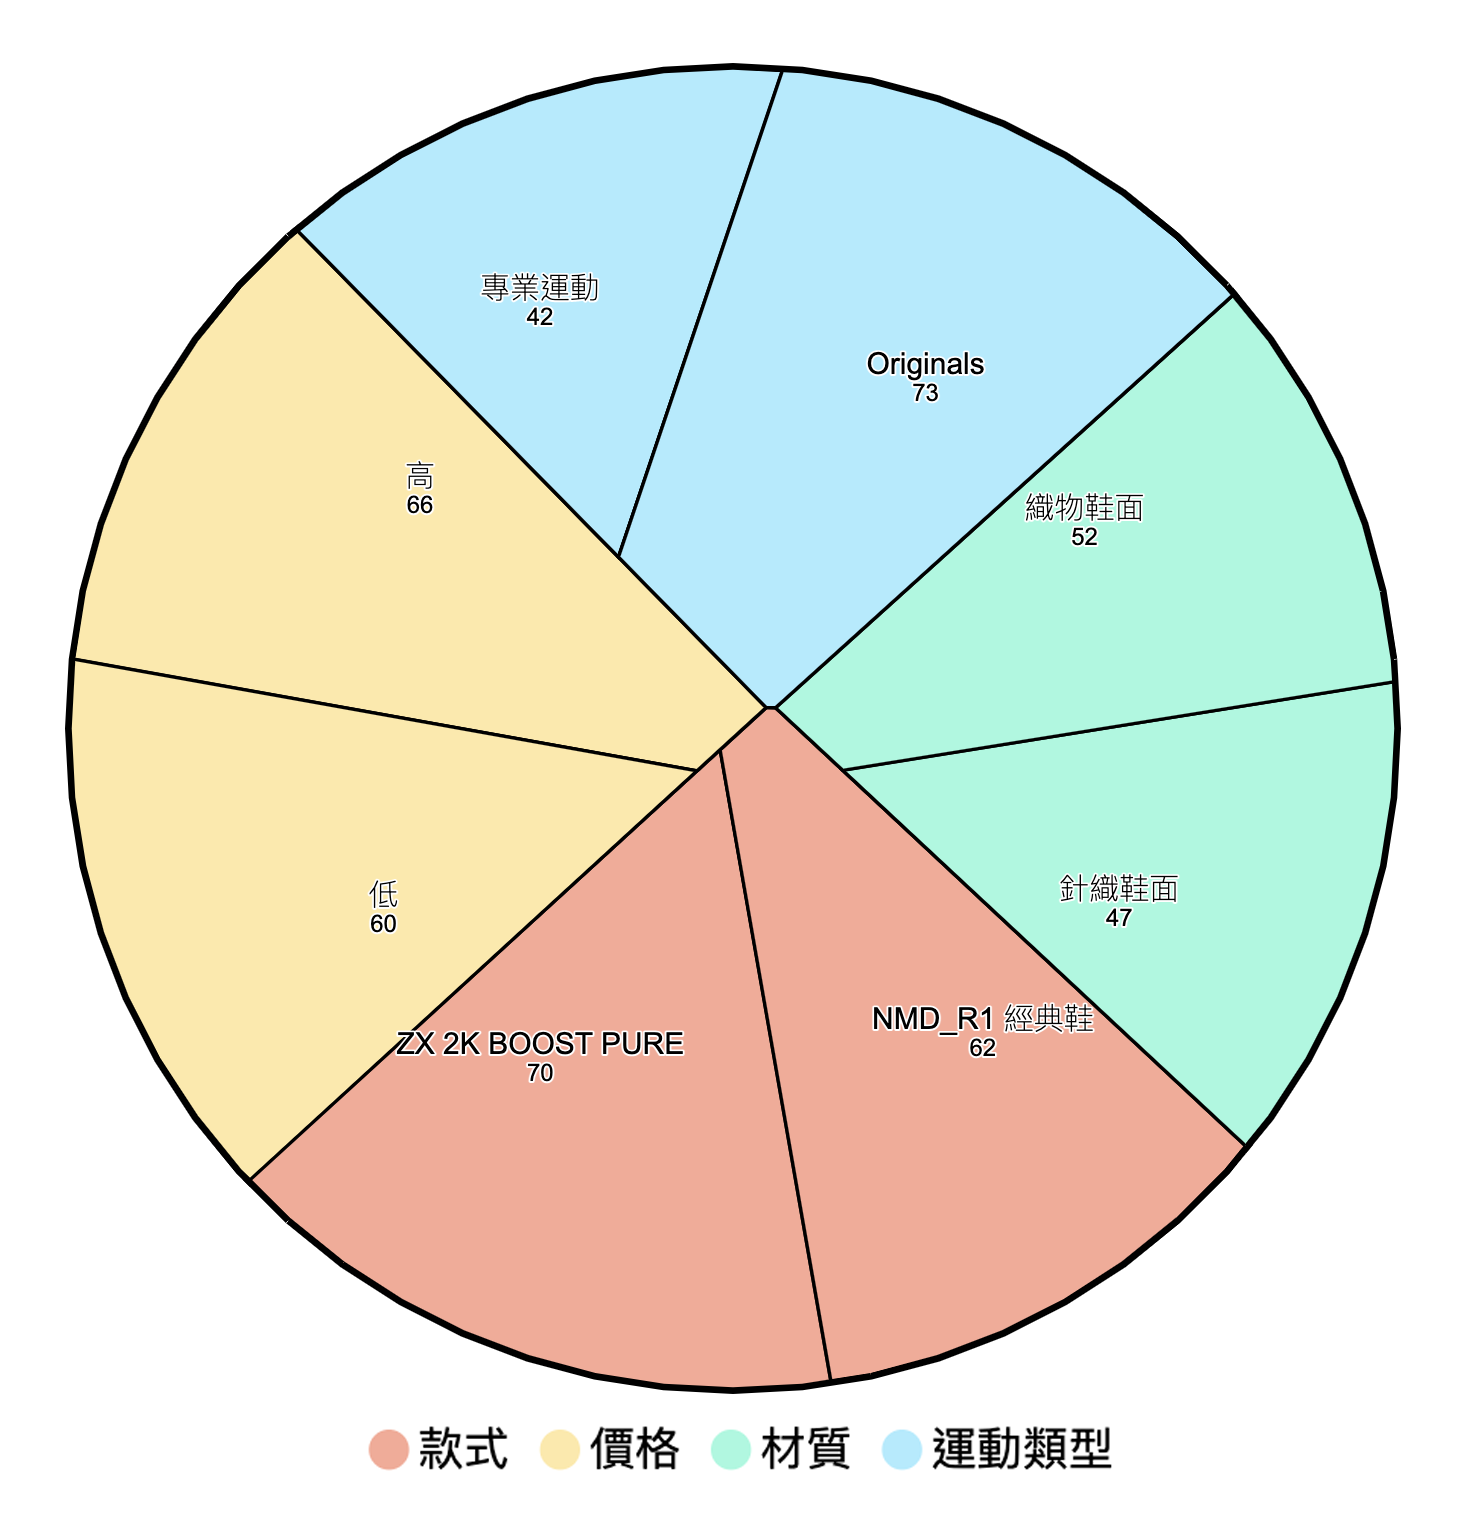 專業運動
42
Originals
73
高
66
織物鞋面
52
低
60
針織鞋面
47
ZX 2K BOOST PURE
70
NMD_R1 經典鞋
62
款式 價格 材質 運動類型